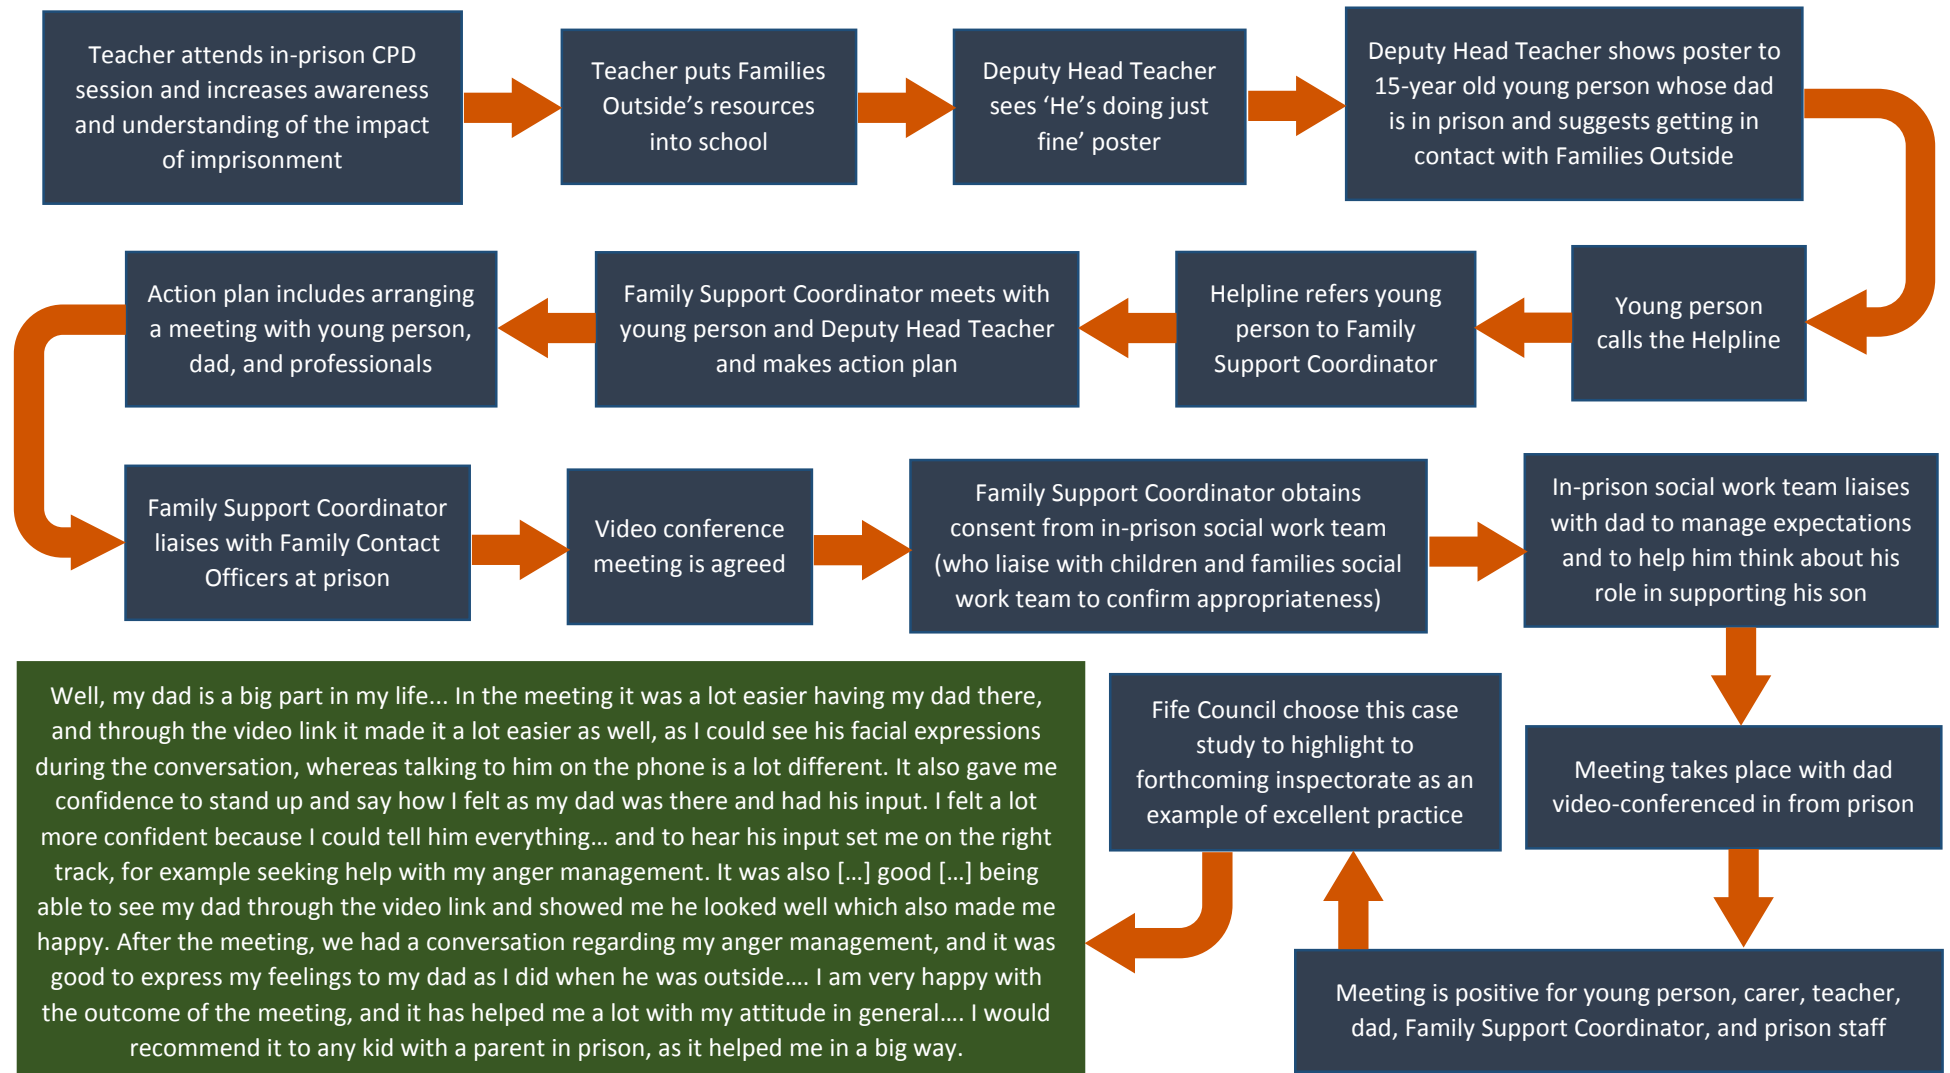 Teacher attends in-prison CPD
session and increases awareness
and understanding of the impact
of imprisonment
Teacher puts Families
Outside’s resources
into school
Deputy Head Teacher
sees ‘He’s doing just
fine’ poster
Deputy Head Teacher shows poster to
15-year old young person whose dad
is in prison and suggests getting in
contact with Families Outside
Young person
calls the Helpline
Helpline refers young
person to Family
Support Coordinator
Family Support Coordinator meets with
young person and Deputy Head Teacher
and makes action plan
Action plan includes arranging
a meeting with young person,
dad, and professionals
Family Support Coordinator
liaises with Family Contact
Officers at prison
Video conference
meeting is agreed
Family Support Coordinator obtains
consent from in-prison social work team
(who liaise with children and families social
work team to confirm appropriateness)
In-prison social work team liaises
with dad to manage expectations
and to help him think about his
role in supporting his son
Meeting takes place with dad
video-conferenced in from prison
Meeting is positive for young person, carer, teacher,
dad, Family Support Coordinator, and prison staff
Fife Council choose this case
study to highlight to
forthcoming inspectorate as an
example of excellent practice
Well, my dad is a big part in my life... In the meeting it was a lot easier having my dad there,
and through the video link it made it a lot easier as well, as I could see his facial expressions
during the conversation, whereas talking to him on the phone is a lot different. It also gave me
confidence to stand up and say how I felt as my dad was there and had his input. I felt a lot
more confident because I could tell him everything… and to hear his input set me on the right
track, for example seeking help with my anger management. It was also […] good […] being
able to see my dad through the video link and showed me he looked well which also made me
happy. After the meeting, we had a conversation regarding my anger management, and it was
good to express my feelings to my dad as I did when he was outside…. I am very happy with
the outcome of the meeting, and it has helped me a lot with my attitude in general…. I would
recommend it to any kid with a parent in prison, as it helped me in a big way.